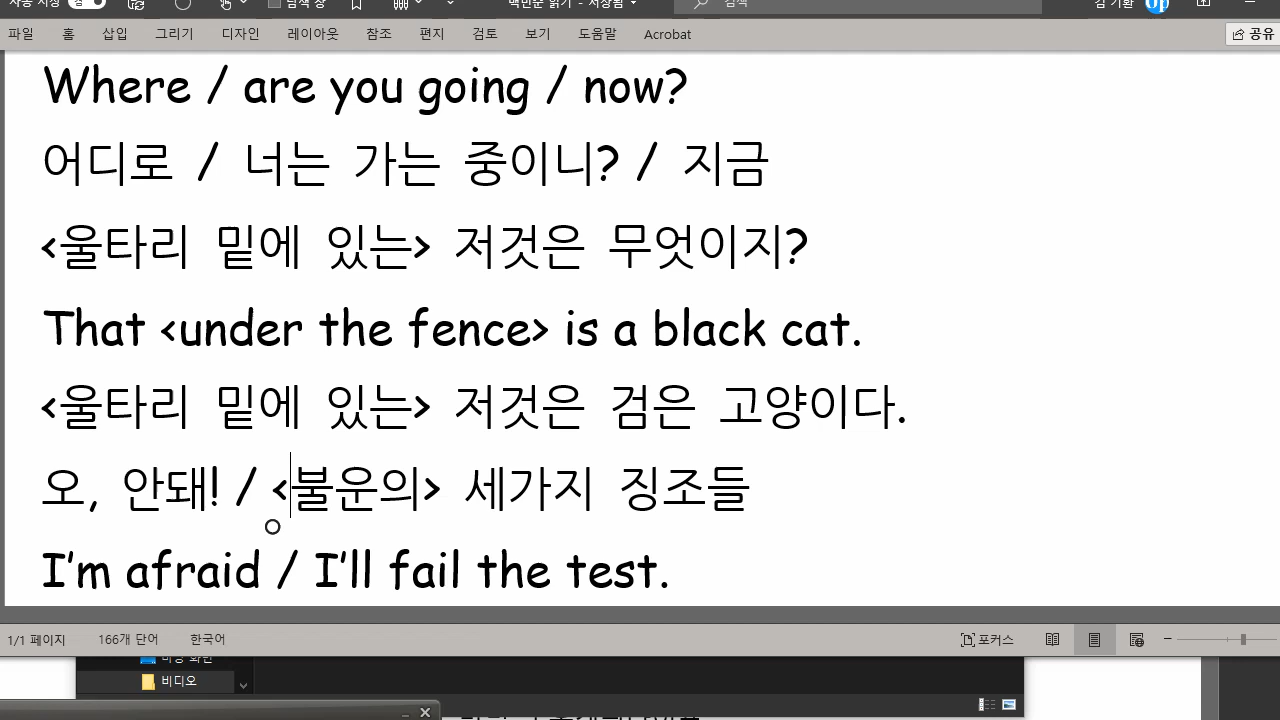 자동 저장
검색
파일 홈 삽입 그리기 디자인 레이아웃 참조 편지 검토 보기 도움말 Acrobat 공유
Where / are you going / now?
어디로 / 너는 가는 중이니? / 지금
<울타리 밑에 있는> 저것은 무엇이지?
That <under the fence> is a black cat.
<울타리 밑에 있는> 저것은 검은 고양이다.
오, 안돼! / <불운의> 세가지 징조들
I'm afraid / I'll fail the test.
1/1 페이지 166개 단어 한국어 포커스
비디오